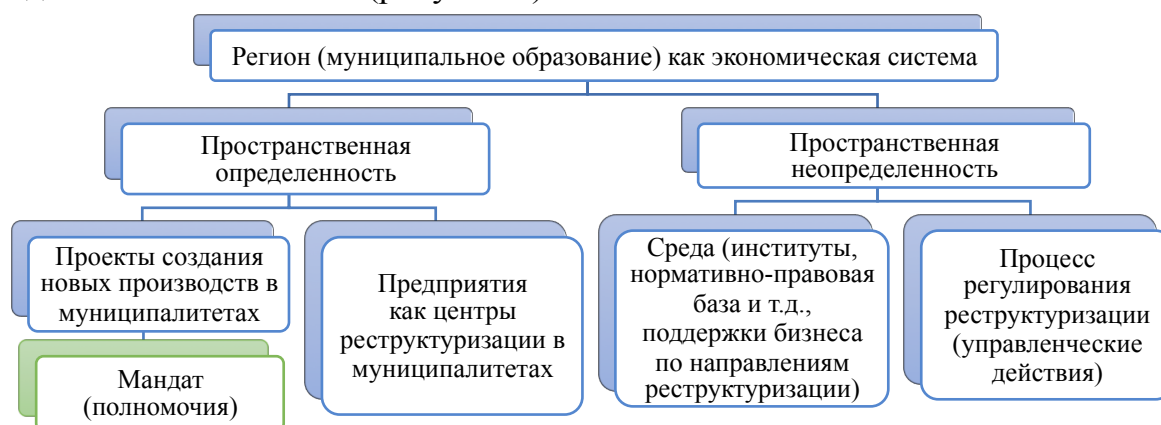 Регион (муниципальное образование) как экономическая система
Пространственная
определенность
Пространственная
неопределенность
Проекты создания
новых производств в
муниципалитетах
Предприятия
как центры
реструктуризации в
муниципалитетах
Среда (институты,
нормативно-правовая
база и т.д.,
поддержки бизнеса
по направлениям
реструктуризации)
Процесс
регулирования
реструктуризации
(управленческие
действия)
Мандат
(полномочия)